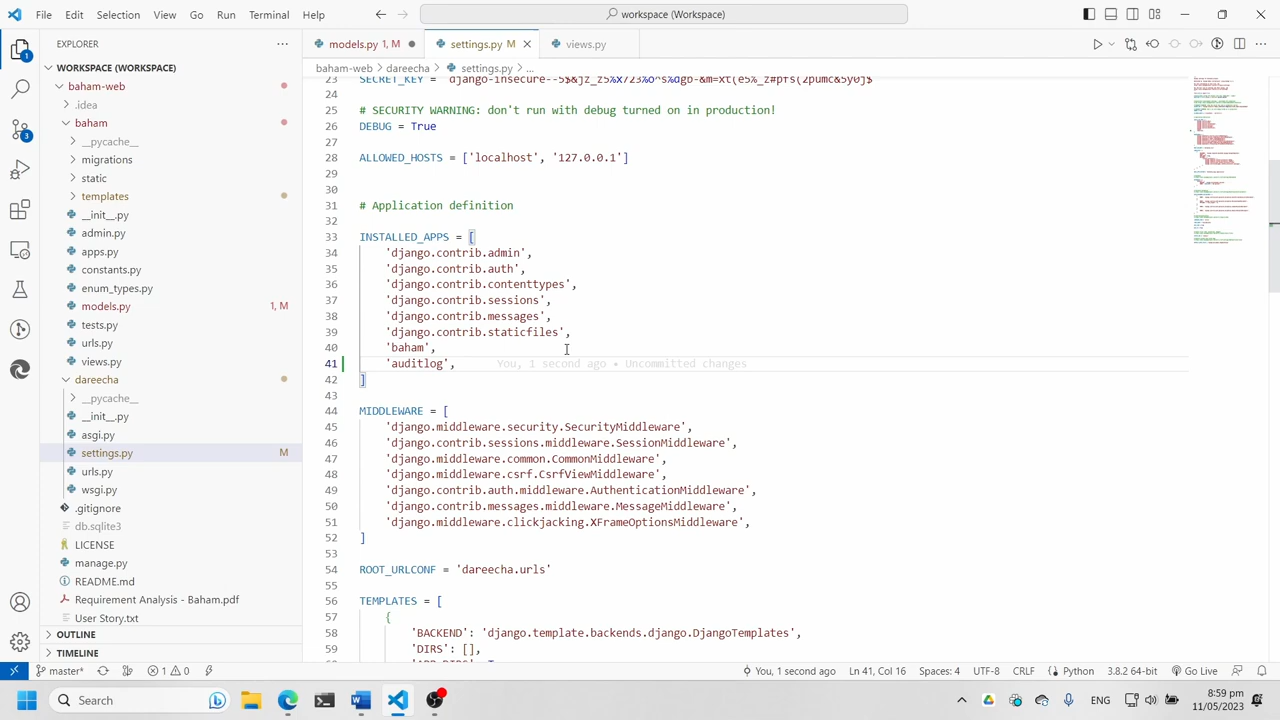 File Edit Selection View Go Run Terminal Help
workspace (Workspace)
EXPLORER
models.py 1, M
settings.py M
views.py
WORKSPACE (WORKSPACE)
baham-web > dareecha > settings.py > ...
baham-web
.idea
baham
__pycache__
migrations
static
templates
__init__.py
admin.py
apps.py
constants.py
enum_types.py
models.py 1, M
tests.py
urls.py
views.py
dareecha
__pycache__
__init__.py
asgi.py
settings.py M
urls.py
wsgi.py
.gitignore
db.sqlite3
LICENSE
manage.py
README.md
Requirement Analysis - Baham.pdf
User Story.txt
OUTLINE
TIMELINE
23 SECRET_KEY =
24
25 # SECURITY WARNING: don't run with debug turned on in production!
26 DEBUG = True
27
28 ALLOWED_HOSTS = ['localhost', '127.0.0.1']
29
30
31 # Application definition
32
33 INSTALLED_APPS = [
34 'django.contrib.admin',
35 'django.contrib.auth',
36 'django.contrib.contenttypes',
37 'django.contrib.sessions',
38 'django.contrib.messages',
39 'django.contrib.staticfiles',
40 'baham',
41 'auditlog', You, 1 second ago • Uncommitted changes
42 ]
43
44 MIDDLEWARE = [
45 'django.middleware.security.SecurityMiddleware',
46 'django.contrib.sessions.middleware.SessionMiddleware',
47 'django.middleware.common.CommonMiddleware',
48 'django.middleware.csrf.CsrfViewMiddleware',
49 'django.contrib.auth.middleware.AuthenticationMiddleware',
50 'django.contrib.messages.middleware.MessageMiddleware',
51 'django.middleware.clickjacking.XFrameOptionsMiddleware',
52 ]
53
54 ROOT_URLCONF = 'dareecha.urls'
55
56 TEMPLATES = [
57 {
58 'BACKEND': 'django.template.backends.django.DjangoTemplates',
59 'DIRS': [],
master* 1 0 You, 1 second ago Ln 41, Col 16 Spaces: 4 UTF-8 CRLF Python 3.8.2 64-bit Go Live
Search
ENG
8:59 pm
11/05/2023